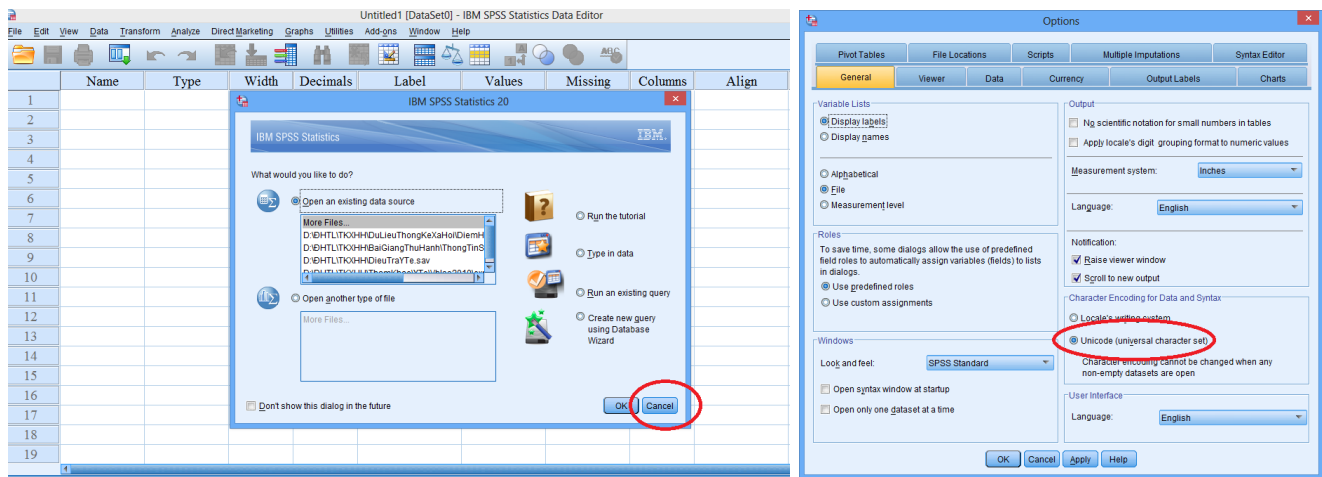 Untitled1 [DataSet0] - IBM SPSS Statistics Data Editor
File Edit View Data Transform Analyze Direct Marketing Graphs Utilities Add-ons Window Help
Name Type Width Decimals Label Values Missing Columns Align
1
2
3
4
5
6
7
8
9
10
11
12
13
14
15
16
17
18
19
IBM SPSS Statistics 20
IBM SPSS Statistics
IBM.
What would you like to do?
Open an existing data source
More Files...
D:\ĐHTL\TKXHH\DuLieuThongKeXaHoi\DiemH
D:\ĐHTL\TKXHH\BaiGiangThuHanh\ThongTinS
D:\ĐHTL\TKXHH\DieuTraYTe.sav
Open another type of file
More Files...
Run the tutorial
Type in data
Run an existing query
Create new query
using Database
Wizard
Don't show this dialog in the future
OK Cancel
Options
Pivot Tables File Locations Scripts Multiple Imputations Syntax Editor
General Viewer Data Currency Output Labels Charts
Variable Lists
Display labels
Display names
Alphabetical
File
Measurement level
Roles
To save time, some dialogs allow the use of predefined
field roles to automatically assign variables (fields) to lists
in dialogs.
Use predefined roles
Use custom assignments
Windows
Look and feel: SPSS Standard
Open syntax window at startup
Open only one dataset at a time
Output
No scientific notation for small numbers in tables
Apply locale's digit grouping format to numeric values
Measurement system: Inches
Language: English
Notification:
Raise viewer window
Scroll to new output
Character Encoding for Data and Syntax
Locale's writing system
Unicode (universal character set)
Character encoding cannot be changed when any
non-empty datasets are open
User Interface
Language: English
OK Cancel Apply Help